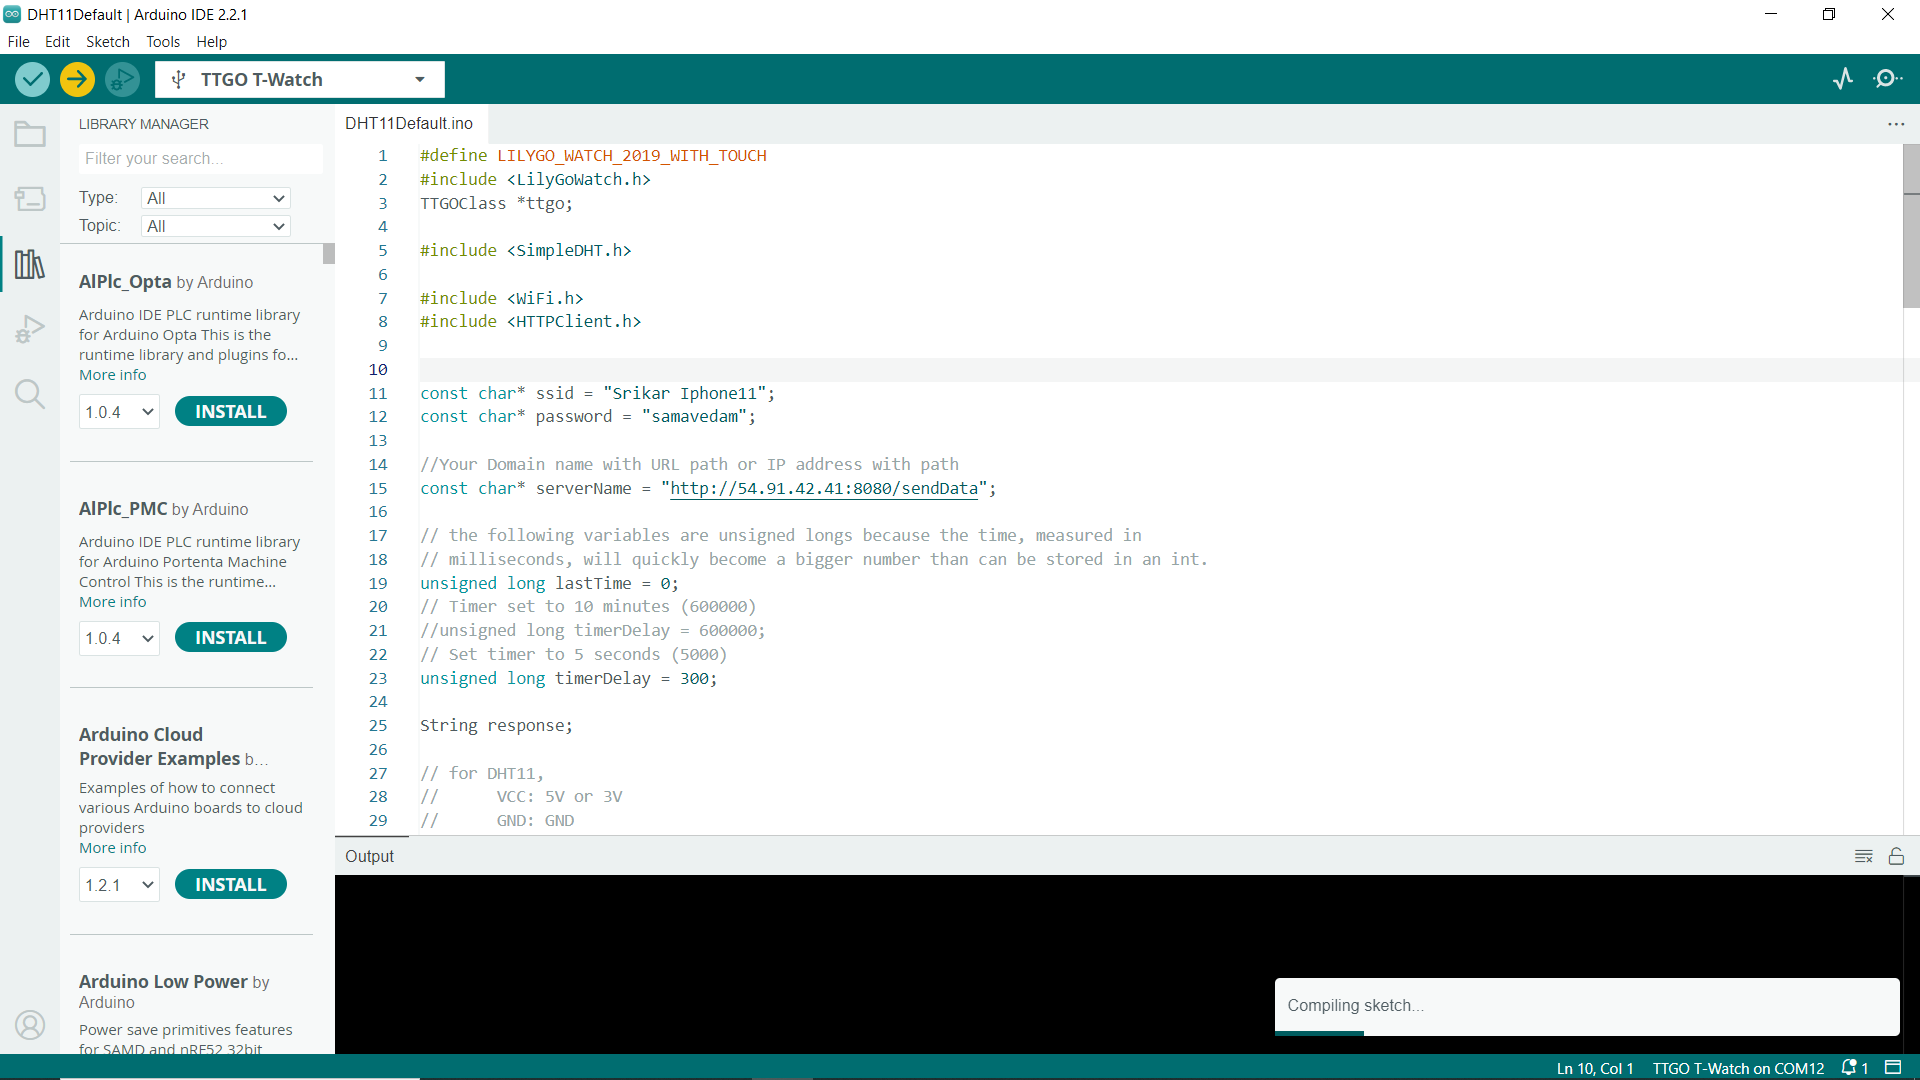 DHT11Default | Arduino IDE 2.2.1
File Edit Sketch Tools Help
TTGO T-Watch
LIBRARY MANAGER
Filter your search...
Type: All
Topic: All
AlPlc_Opta by Arduino
Arduino IDE PLC runtime library
for Arduino Opta This is the
runtime library and plugins fo...
More info
1.0.4 INSTALL
AlPlc_PMC by Arduino
Arduino IDE PLC runtime library
for Arduino Portenta Machine
Control This is the runtime...
More info
1.0.4 INSTALL
Arduino Cloud
Provider Examples b...
Examples of how to connect
various Arduino boards to cloud
providers
More info
1.2.1 INSTALL
Arduino Low Power by
Arduino
Power save primitives features
for SAMD and nRF52 32bit
DHT11Default.ino
1 #define LILYGO_WATCH_2019_WITH_TOUCH
2 #include <LilyGoWatch.h>
3 TTGOClass *ttgo;
4
5 #include <SimpleDHT.h>
6
7 #include <WiFi.h>
8 #include <HTTPClient.h>
9
10
11 const char* ssid = "Srikar Iphone11";
12 const char* password = "samavedam";
13
14 //Your Domain name with URL path or IP address with path
15 const char* serverName = "http://54.91.42.41:8080/sendData";
16
17 // the following variables are unsigned longs because the time, measured in
18 // milliseconds, will quickly become a bigger number than can be stored in an int.
19 unsigned long lastTime = 0;
20 // Timer set to 10 minutes (600000)
21 //unsigned long timerDelay = 600000;
22 // Set timer to 5 seconds (5000)
23 unsigned long timerDelay = 300;
24
25 String response;
26
27 // for DHT11,
28 //      VCC: 5V or 3V
29 //      GND: GND
Output
Compiling sketch...
Ln 10, Col 1 TTGO T-Watch on COM12 1